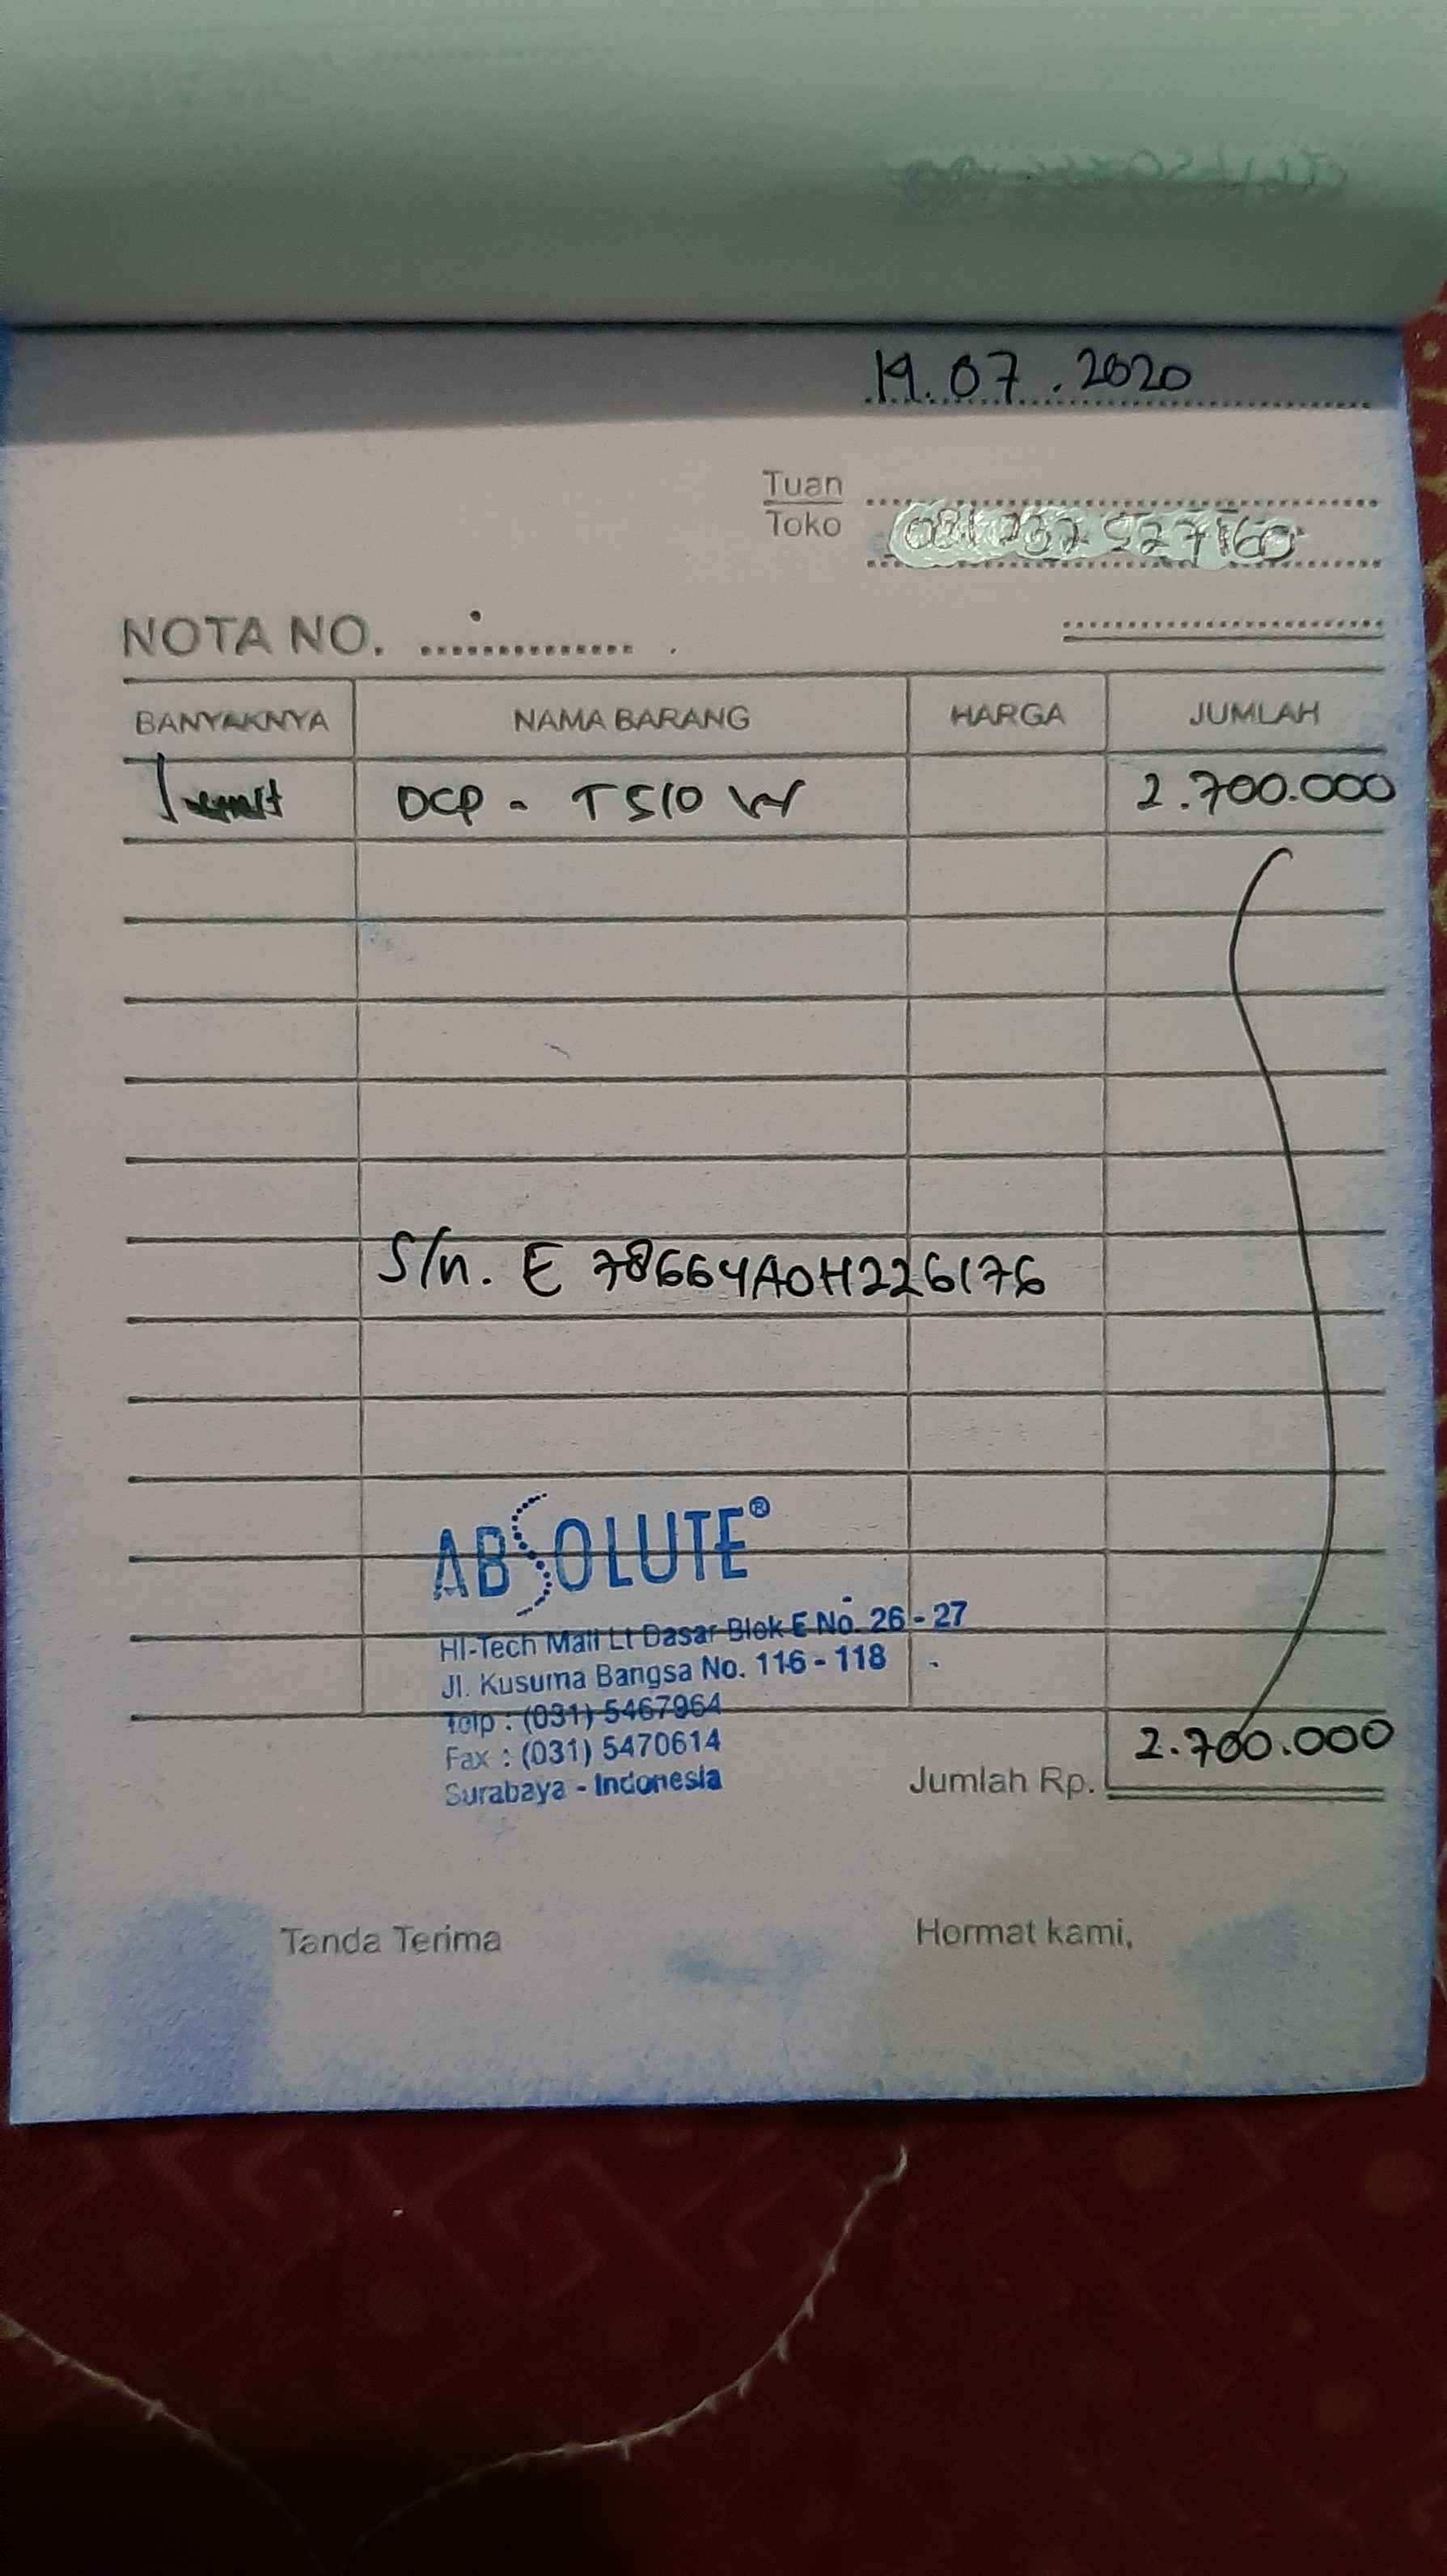 19.07.2020
Tuan
Toko
NOTA NO.
BANYAKNYA NAMA BARANG HARGA JUMLAH
1 DCP - T510 W 2.700.000
S/n. E 78664A0H226176
ABSOLUTE®
HI-Tech Mall Lt Dasar Blok E No. 26 - 27
Jl. Kusuma Bangsa No. 116 - 118
Telp : (031) 5467964
Fax : (031) 5470614
Surabaya - Indonesia
2.700.000
Jumlah Rp.
Tanda Terima Hormat kami,